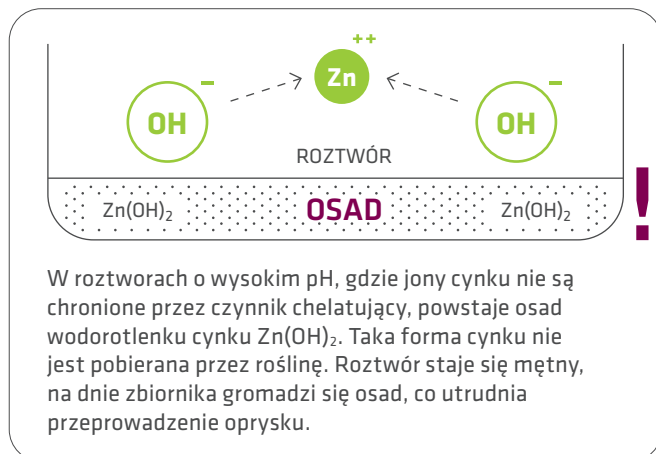 ++
Zn
OH − OH −
ROZTWÓR
Zn(OH)₂ OSAD Zn(OH)₂ !
W roztworach o wysokim pH, gdzie jony cynku nie są
chronione przez czynnik chelatujący, powstaje osad
wodorotlenku cynku Zn(OH)₂. Taka forma cynku nie
jest pobierana przez roślinę. Roztwór staje się mętny,
na dnie zbiornika gromadzi się osad, co utrudnia
przeprowadzenie oprysku.